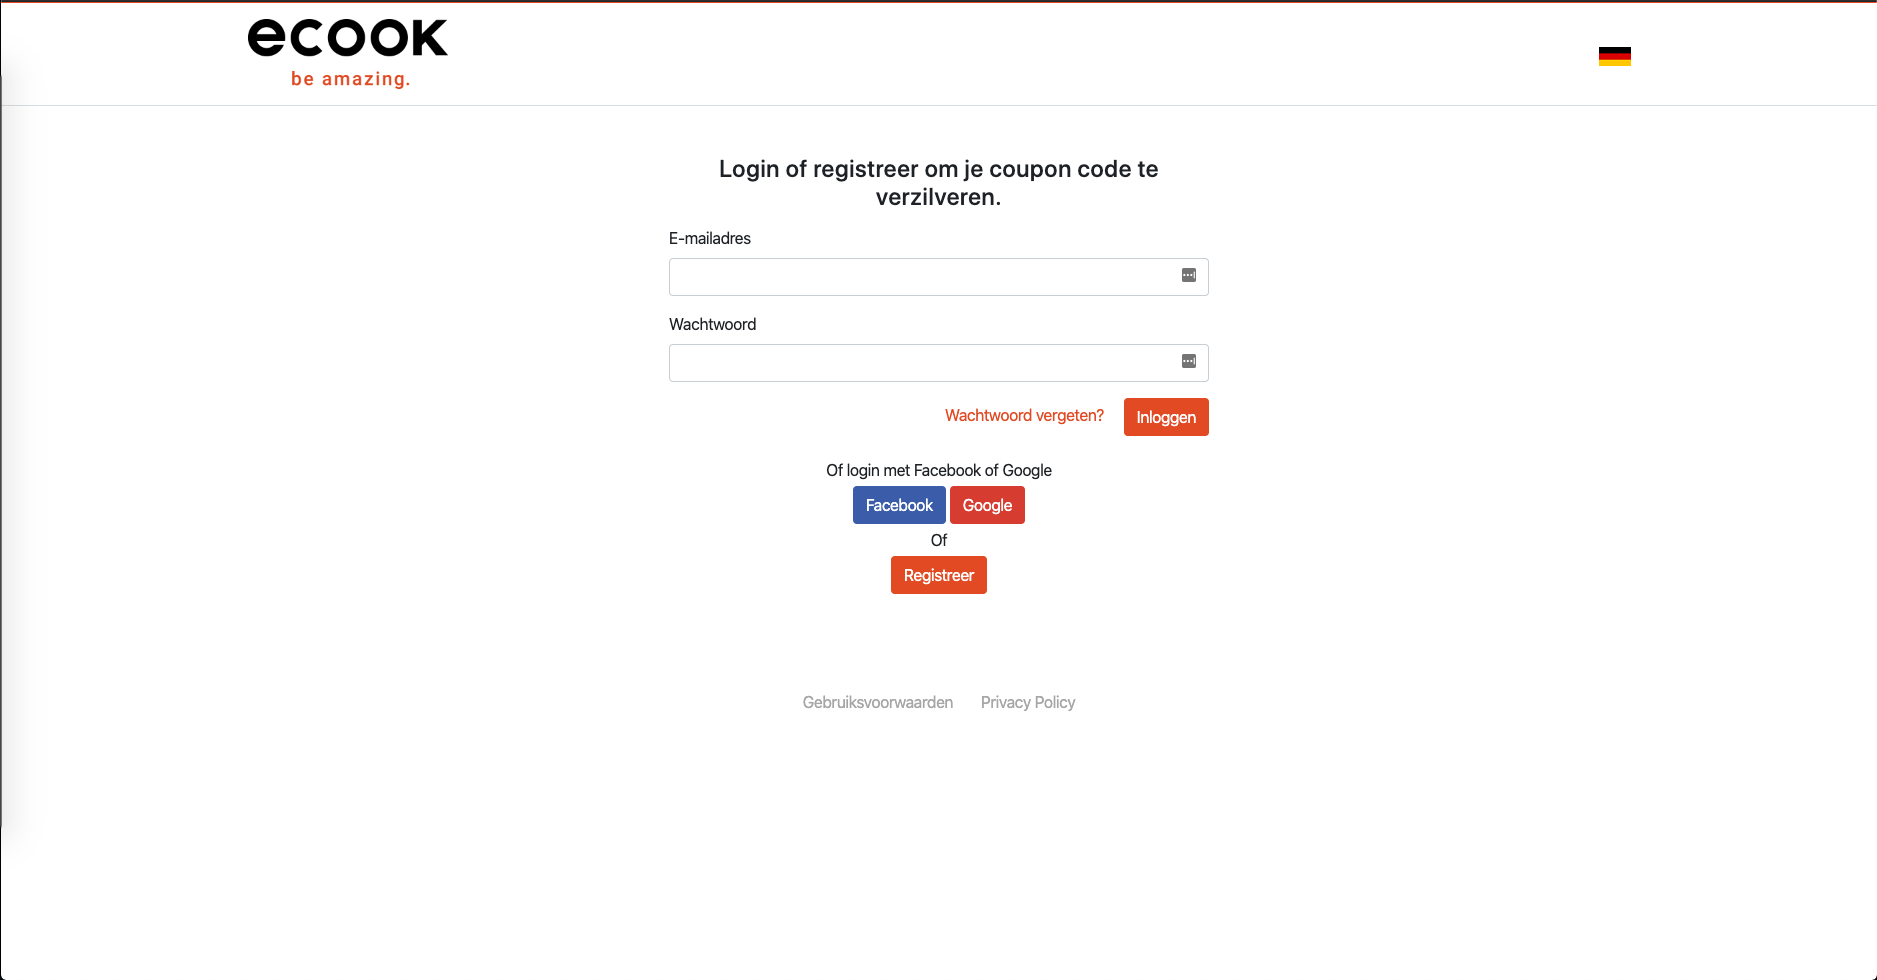 ecook
be amazing.
Login of registreer om je coupon code te
verzilveren.
E-mailadres
Wachtwoord
Wachtwoord vergeten?
Inloggen
Of login met Facebook of Google
Facebook
Google
Of
Registreer
Gebruiksvoorwaarden
Privacy Policy